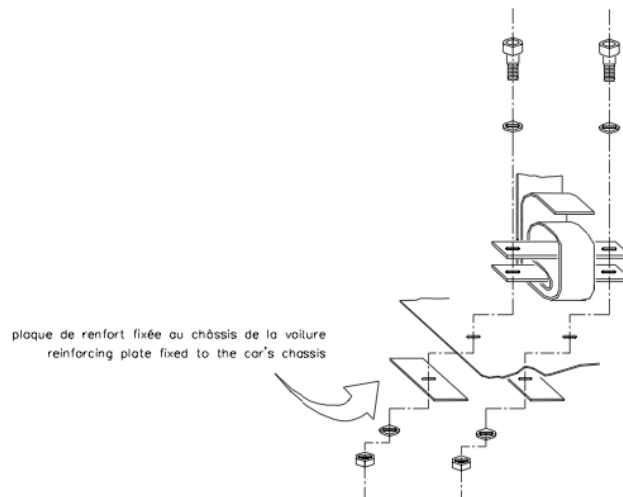 plaque de renfort fixée au châssis de la voiture
reinforcing plate fixed to the car's chassis